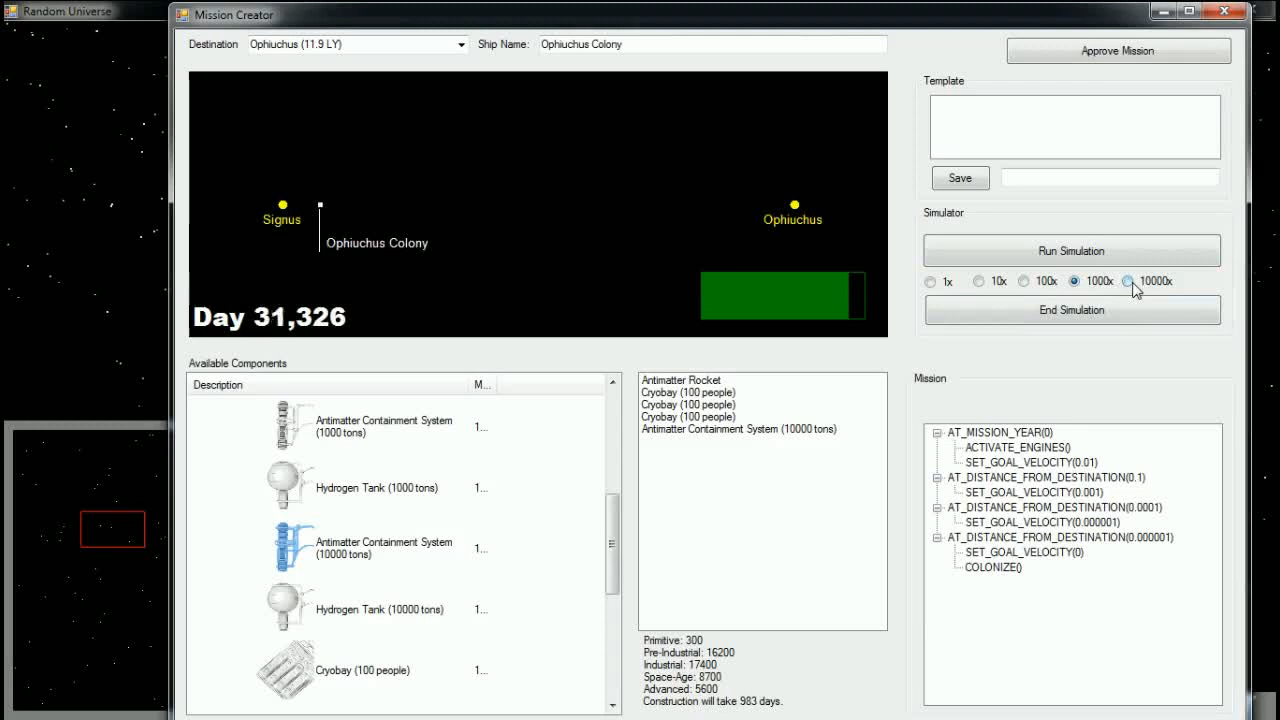 Random Universe
Mission Creator
Destination
Ophiuchus (11.9 LY)
Ship Name:
Ophiuchus Colony
Approve Mission
Template
Save
Signus
Ophiuchus
Ophiuchus Colony
Day 31,326
Simulator
Run Simulation
1x
10x
100x
1000x
10000x
End Simulation
Available Components
Description
M...
Antimatter Containment System
(1000 tons)
1...
Hydrogen Tank (1000 tons)
1...
Antimatter Containment System
(10000 tons)
1...
Hydrogen Tank (10000 tons)
1...
Cryobay (100 people)
1...
Antimatter Rocket
Cryobay (100 people)
Cryobay (100 people)
Cryobay (100 people)
Antimatter Containment System (10000 tons)
Primitive: 300
Pre-Industrial: 16200
Industrial: 17400
Space-Age: 8700
Advanced: 5600
Construction will take 983 days.
Mission
AT_MISSION_YEAR(0)
ACTIVATE_ENGINES()
SET_GOAL_VELOCITY(0.01)
AT_DISTANCE_FROM_DESTINATION(0.1)
SET_GOAL_VELOCITY(0.001)
AT_DISTANCE_FROM_DESTINATION(0.0001)
SET_GOAL_VELOCITY(0.000001)
AT_DISTANCE_FROM_DESTINATION(0.000001)
SET_GOAL_VELOCITY(0)
COLONIZE()